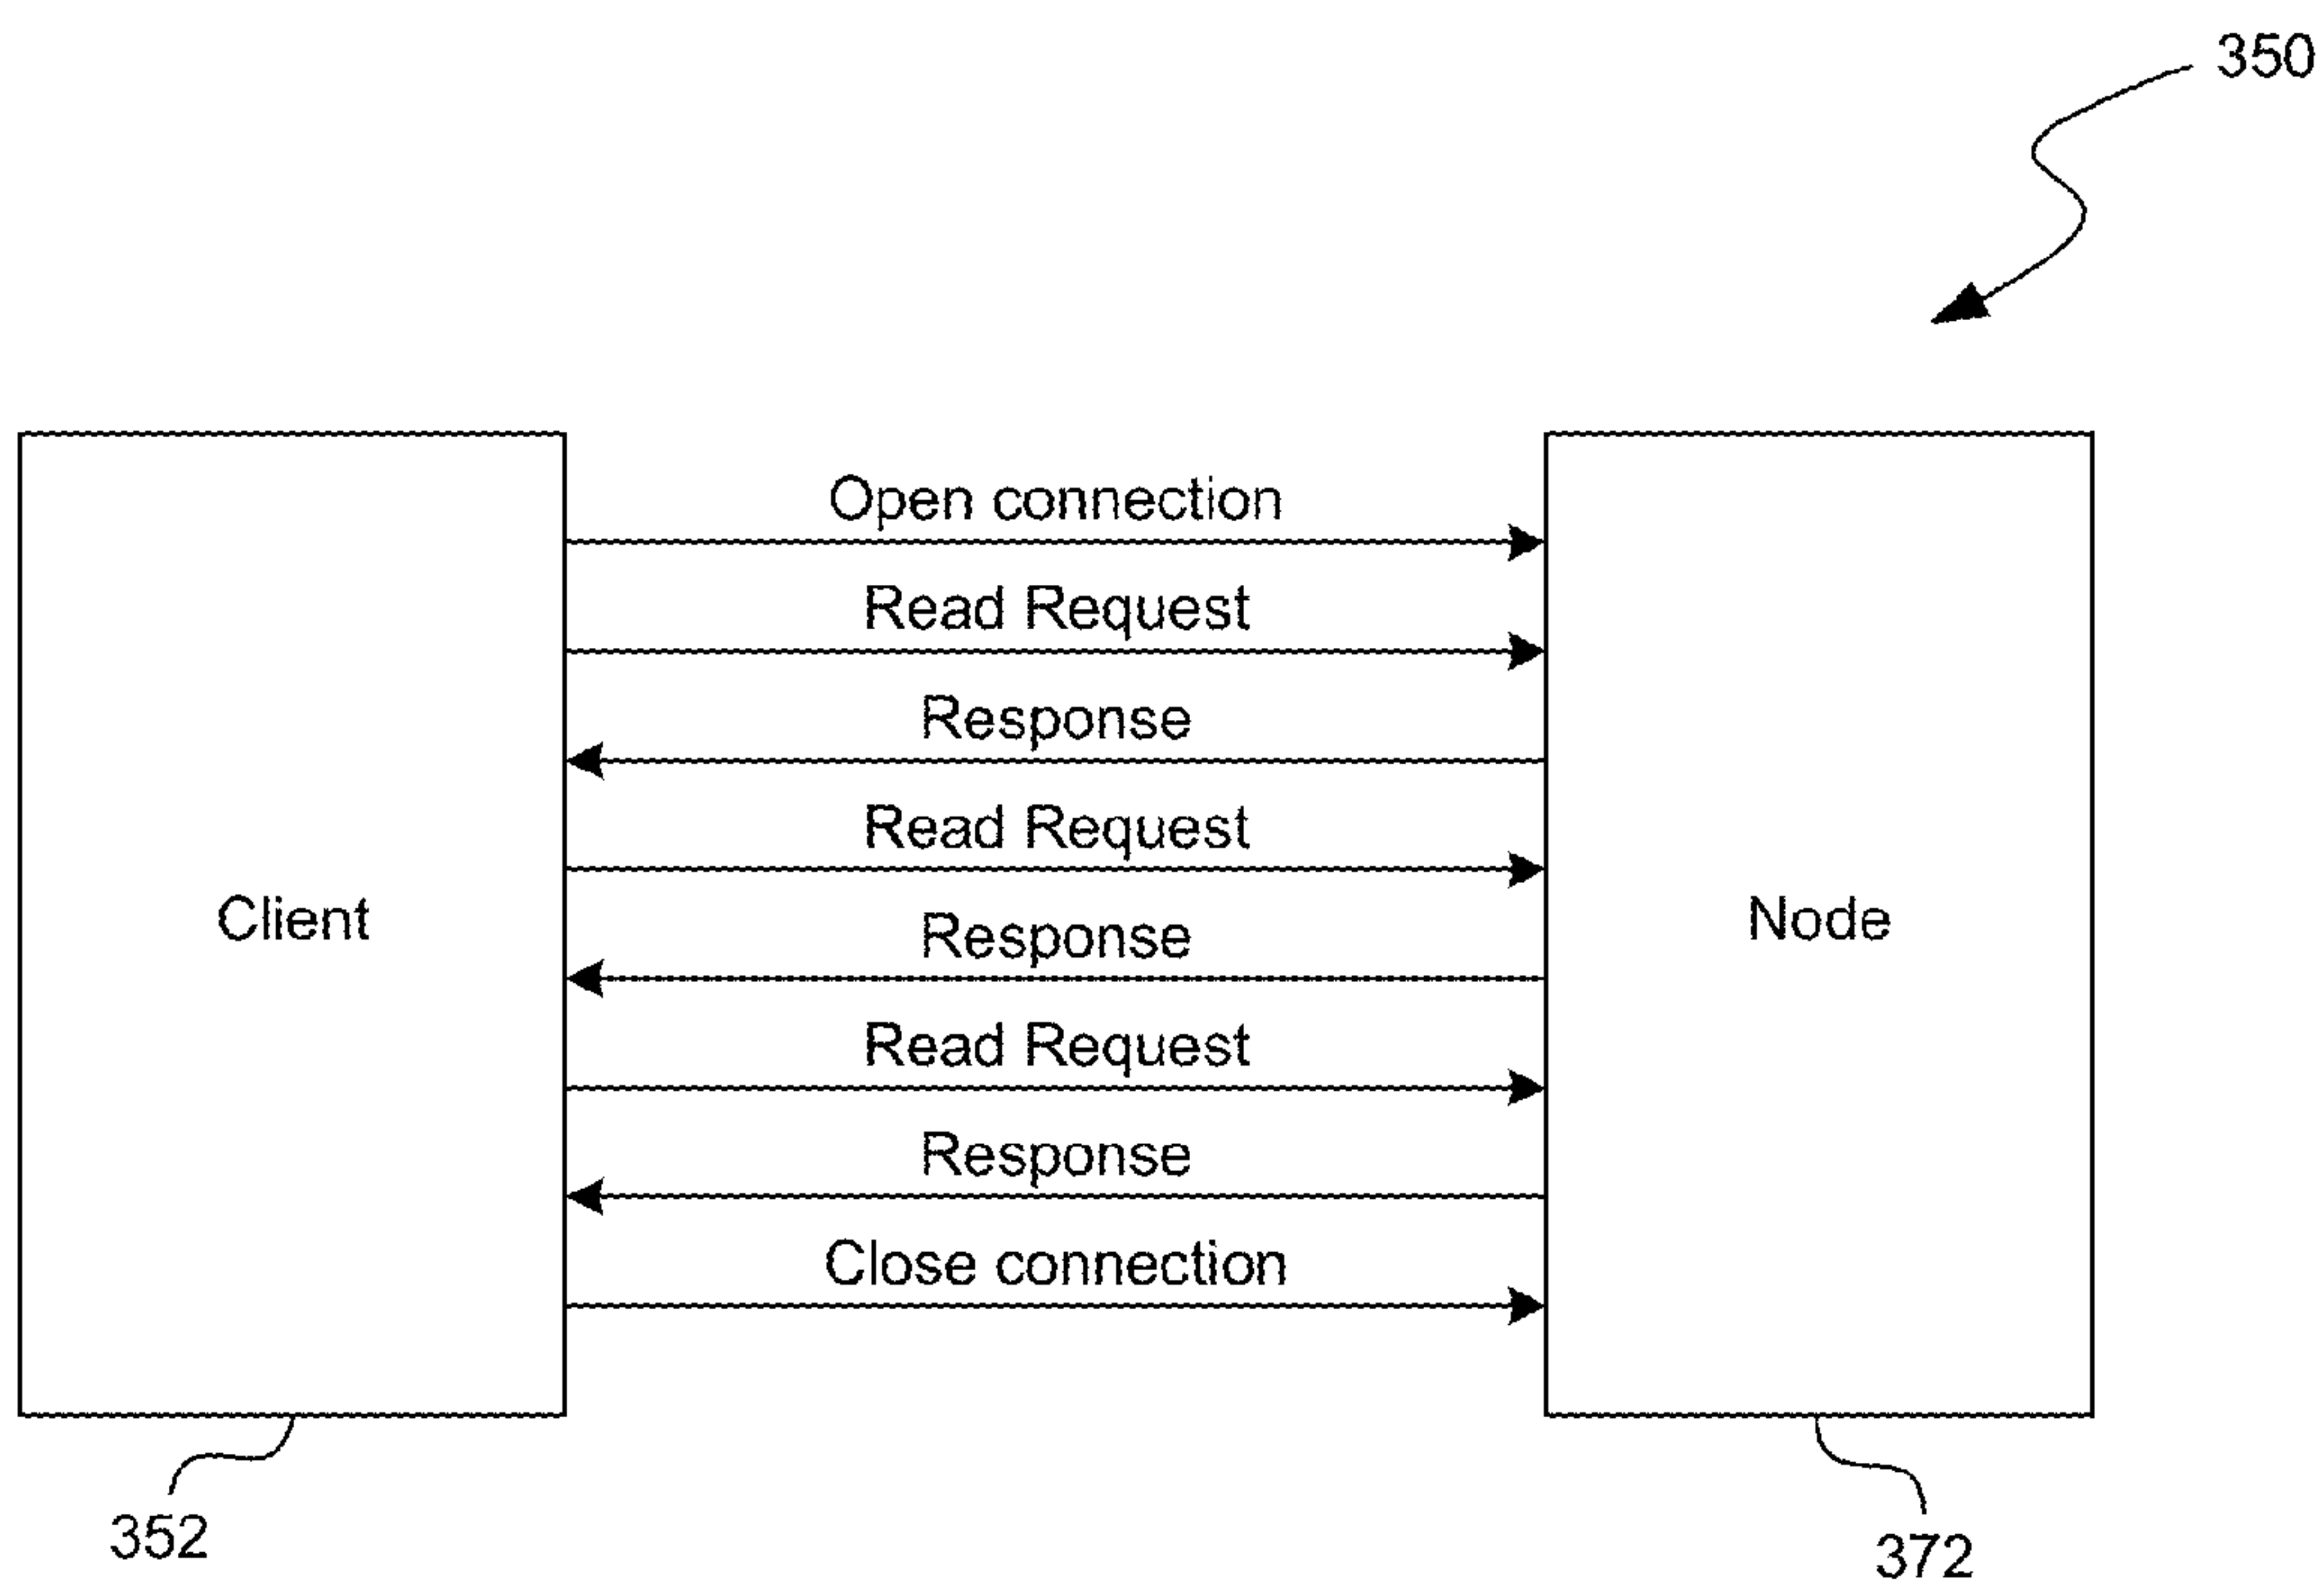 350
Open connection
Read Request
Response
Read Request
Client
Response
Node
Read Request
Response
Close connection
352
372